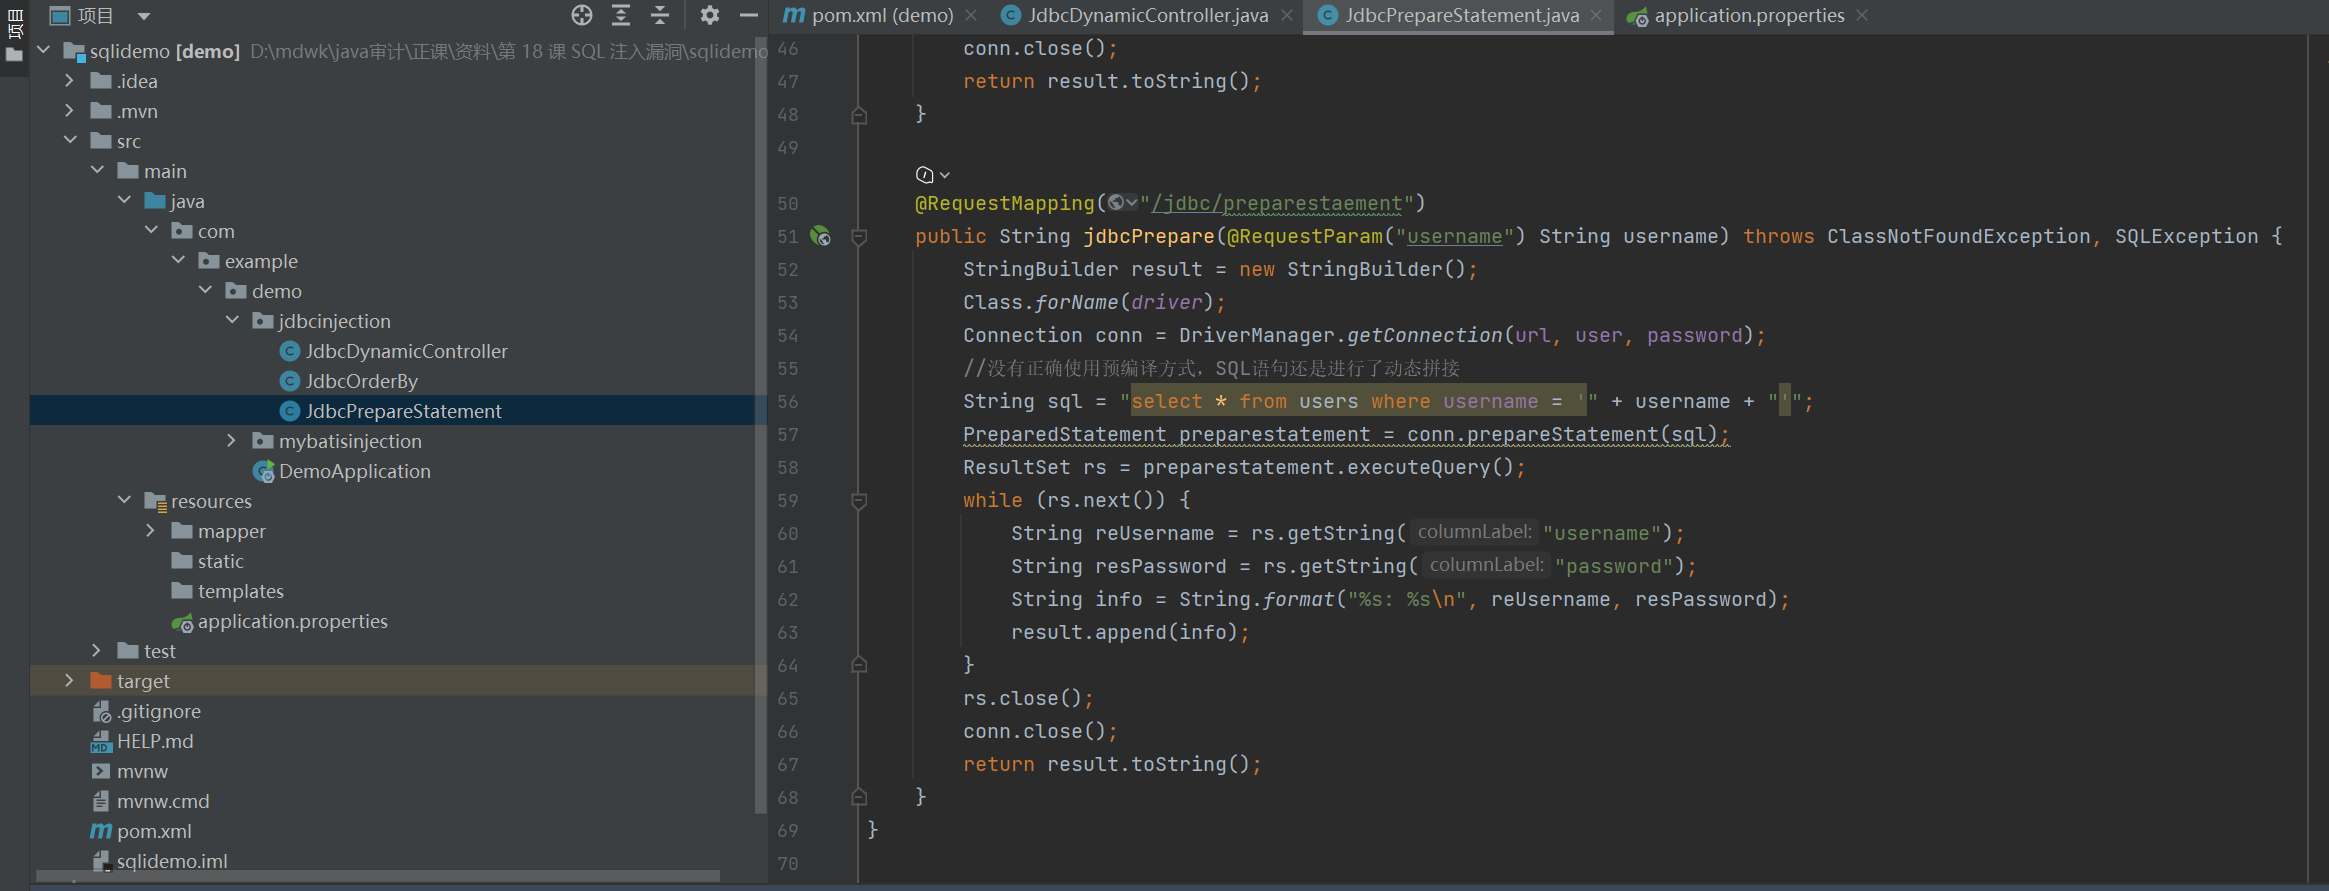 项目
项目
sqlidemo [demo] D:\mdwk\java审计\正课\资料\第 18 课 SQL 注入漏洞\sqlidemo
.idea
.mvn
src
main
java
com
example
demo
jdbcinjection
JdbcDynamicController
JdbcOrderBy
JdbcPrepareStatement
mybatisinjection
DemoApplication
resources
mapper
static
templates
application.properties
test
target
.gitignore
HELP.md
mvnw
mvnw.cmd
pom.xml
sqlidemo.iml
pom.xml (demo)
JdbcDynamicController.java
JdbcPrepareStatement.java
application.properties
46 conn.close();
47 return result.toString();
48 }
49
50 @RequestMapping("/jdbc/preparestaement")
51 public String jdbcPrepare(@RequestParam("username") String username) throws ClassNotFoundException, SQLException {
52 StringBuilder result = new StringBuilder();
53 Class.forName(driver);
54 Connection conn = DriverManager.getConnection(url, user, password);
55 //没有正确使用预编译方式，SQL语句还是进行了动态拼接
56 String sql = "select * from users where username = '" + username + "'";
57 PreparedStatement preparestatement = conn.prepareStatement(sql);
58 ResultSet rs = preparestatement.executeQuery();
59 while (rs.next()) {
60 String reUsername = rs.getString( columnLabel: "username");
61 String resPassword = rs.getString( columnLabel: "password");
62 String info = String.format("%s: %s\n", reUsername, resPassword);
63 result.append(info);
64 }
65 rs.close();
66 conn.close();
67 return result.toString();
68 }
69 }
70